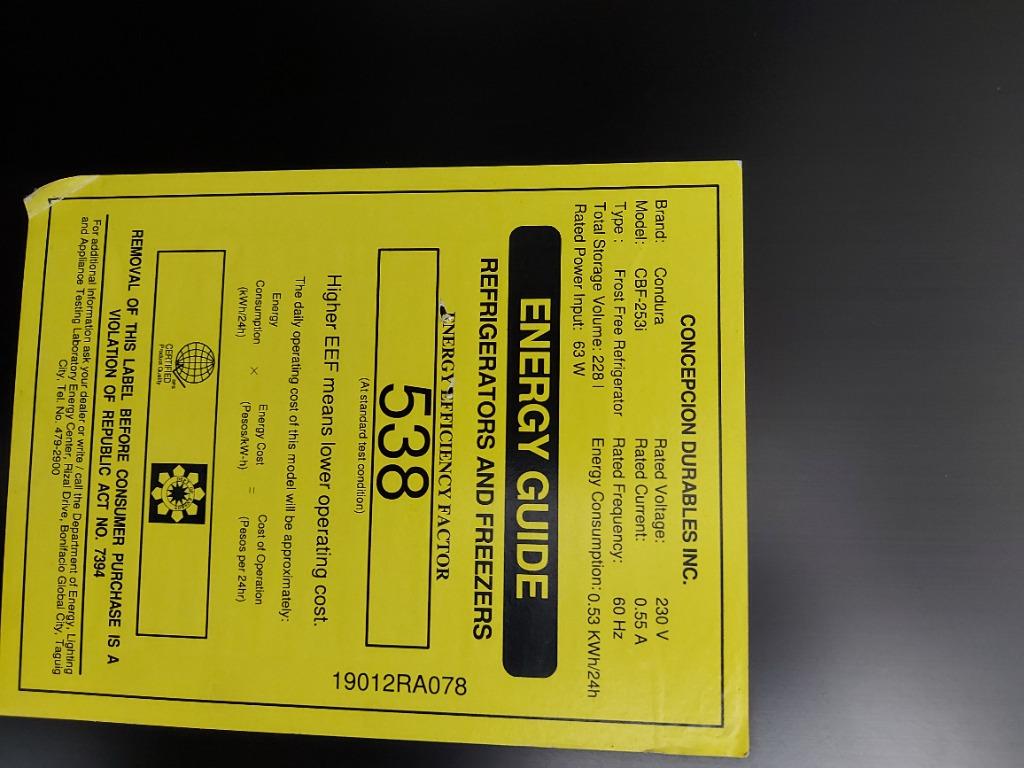 CONCEPCION DURABLES INC.
Brand: Condura Rated Voltage: 230 V
Model: CBF-253i Rated Current: 0.55 A
Type: Frost Free Refrigerator Rated Frequency: 60 Hz
Total Storage Volume: 228 l Energy Consumption: 0.53 KWh/24h
Rated Power Input: 63 W
ENERGY GUIDE
REFRIGERATORS AND FREEZERS
19012RA078
ENERGY EFFICIENCY FACTOR
538
(At standard test condition)
Higher EEF means lower operating cost.
The daily operating cost of this model will be approximately:
Energy Consumption (kWh/24h) × Energy Cost (Pesos/kW-h) = Cost of Operation (Pesos per 24hr)
CERTIFIED
Product Quality
REMOVAL OF THIS LABEL BEFORE CONSUMER PURCHASE IS A
VIOLATION OF REPUBLIC ACT NO. 7394
For additional information ask your dealer or write / call the Department of Energy, Lighting
and Appliance Testing Laboratory Energy Center, Rizal Drive, Bonifacio Global City, Taguig
City, Tel. No. 479-2900